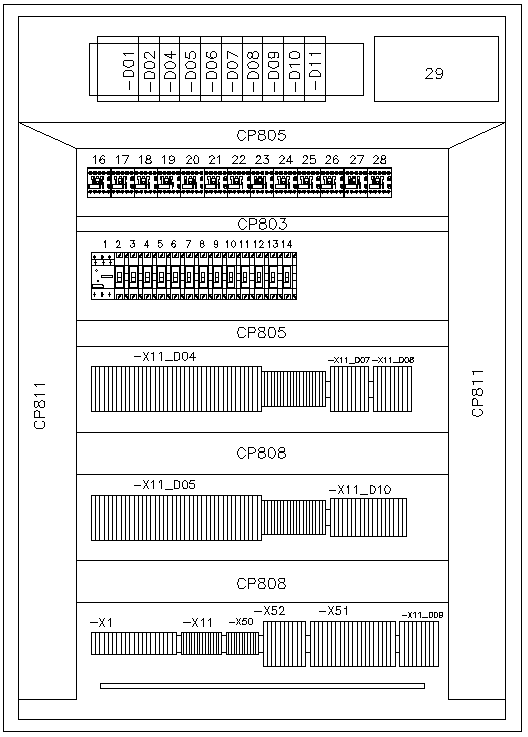 -D01 -D02 -D04 -D05 -D06 -D07 -D08 -D09 -D10 -D11
29
CP805
16 17 18 19 20 21 22 23 24 25 26 27 28
CP803
1 2 3 4 5 6 7 8 9 10 11 12 13 14
CP805
-X11_D04 -X11_D07 -X11_D08
CP811
CP811
CP808
-X11_D05 -X11_D10
CP808
-X1 -X11 -X50 -X52 -X51 -X11_D09